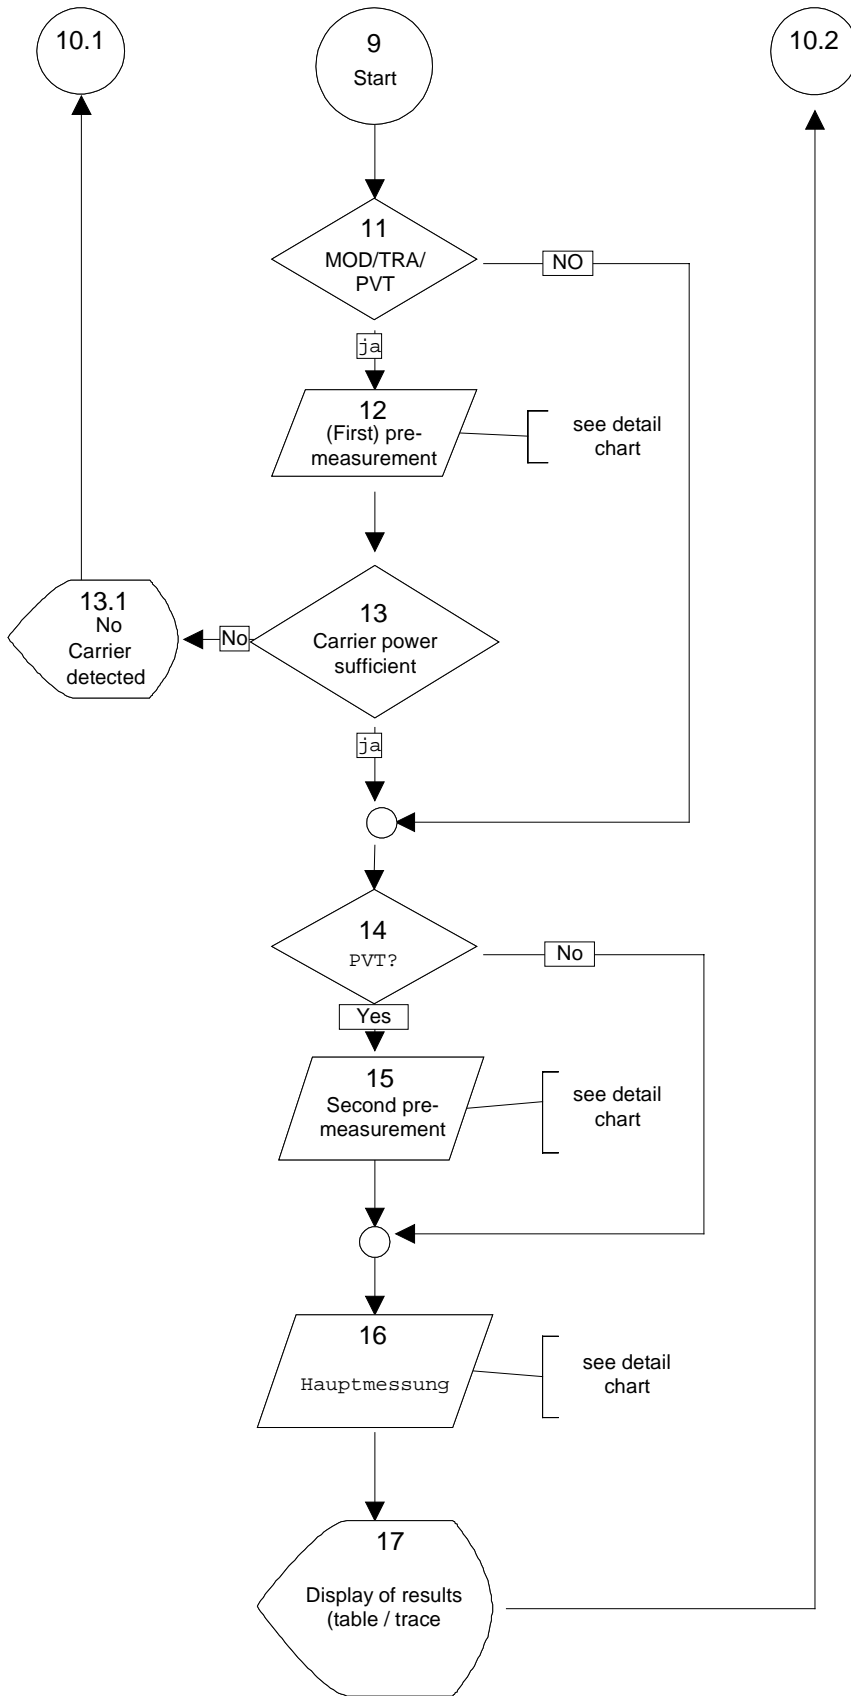 10.1
9
Start
10.2
11
MOD/TRA/
PVT
NO
ja
12
(First) pre-
measurement
see detail
chart
13.1
No
Carrier
detected
No
13
Carrier power
sufficient
ja
14
PVT?
No
Yes
15
Second pre-
measurement
see detail
chart
16
Hauptmessung
see detail
chart
17
Display of results
(table / trace